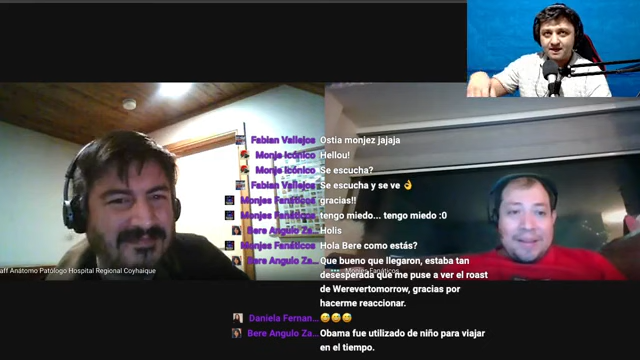 Fabian Vallejos Ostia monjez jajaja
Monje Icónico Hellou!
Monje Icónico Se escucha?
Fabian Vallejos Se escucha y se ve 👌
Monjes Fanáticos gracias!!
Monjes Fanáticos tengo miedo... tengo miedo :0
Bere Angulo Za... Holis
Monjes Fanáticos Hola Bere como estás?
Bere Angulo Za... Que bueno que llegaron, estaba tan
desesperada que me puse a ver el roast
de Werevertomorrow, gracias por
hacerme reaccionar.
aff Anátomo Patólogo Hospital Regional Coyhaique
Monjes Fanáticos
Daniela Fernan... 😅😅😅
Bere Angulo Za... Obama fue utilizado de niño para viajar
en el tiempo.